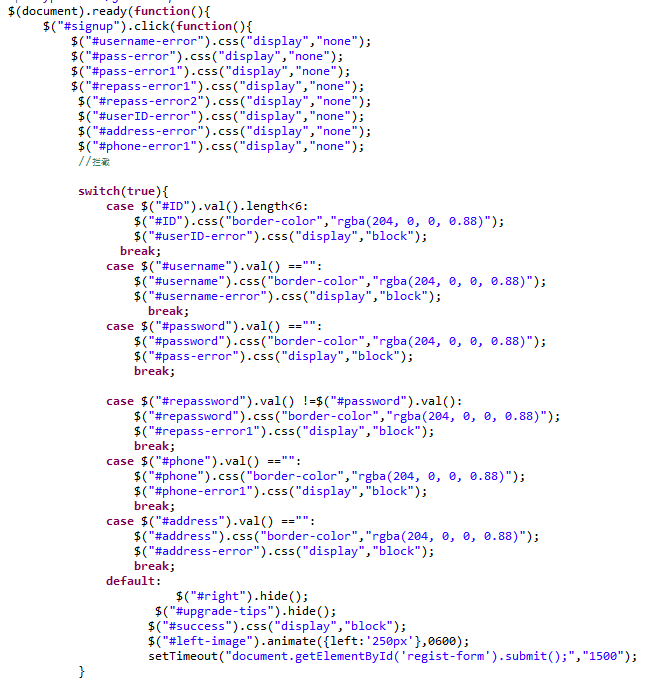 $(document).ready(function(){
$("#signup").click(function(){
$("#username-error").css("display","none");
$("#pass-error").css("display","none");
$("#pass-error1").css("display","none");
$("#repass-error1").css("display","none");
$("#repass-error2").css("display","none");
$("#userID-error").css("display","none");
$("#address-error").css("display","none");
$("#phone-error1").css("display","none");
//拦截
switch(true){
case $("#ID").val().length<6:
$("#ID").css("border-color","rgba(204, 0, 0, 0.88)");
$("#userID-error").css("display","block");
break;
case $("#username").val() =="":
$("#username").css("border-color","rgba(204, 0, 0, 0.88)");
$("#username-error").css("display","block");
break;
case $("#password").val() =="":
$("#password").css("border-color","rgba(204, 0, 0, 0.88)");
$("#pass-error").css("display","block");
break;
case $("#repassword").val() !=$("#password").val():
$("#repassword").css("border-color","rgba(204, 0, 0, 0.88)");
$("#repass-error1").css("display","block");
break;
case $("#phone").val() =="":
$("#phone").css("border-color","rgba(204, 0, 0, 0.88)");
$("#phone-error1").css("display","block");
break;
case $("#address").val() =="":
$("#address").css("border-color","rgba(204, 0, 0, 0.88)");
$("#address-error").css("display","block");
break;
default:
$("#right").hide();
$("#upgrade-tips").hide();
$("#success").css("display","block");
$("#left-image").animate({left:'250px'},0600);
setTimeout("document.getElementById('regist-form').submit();","1500");
}